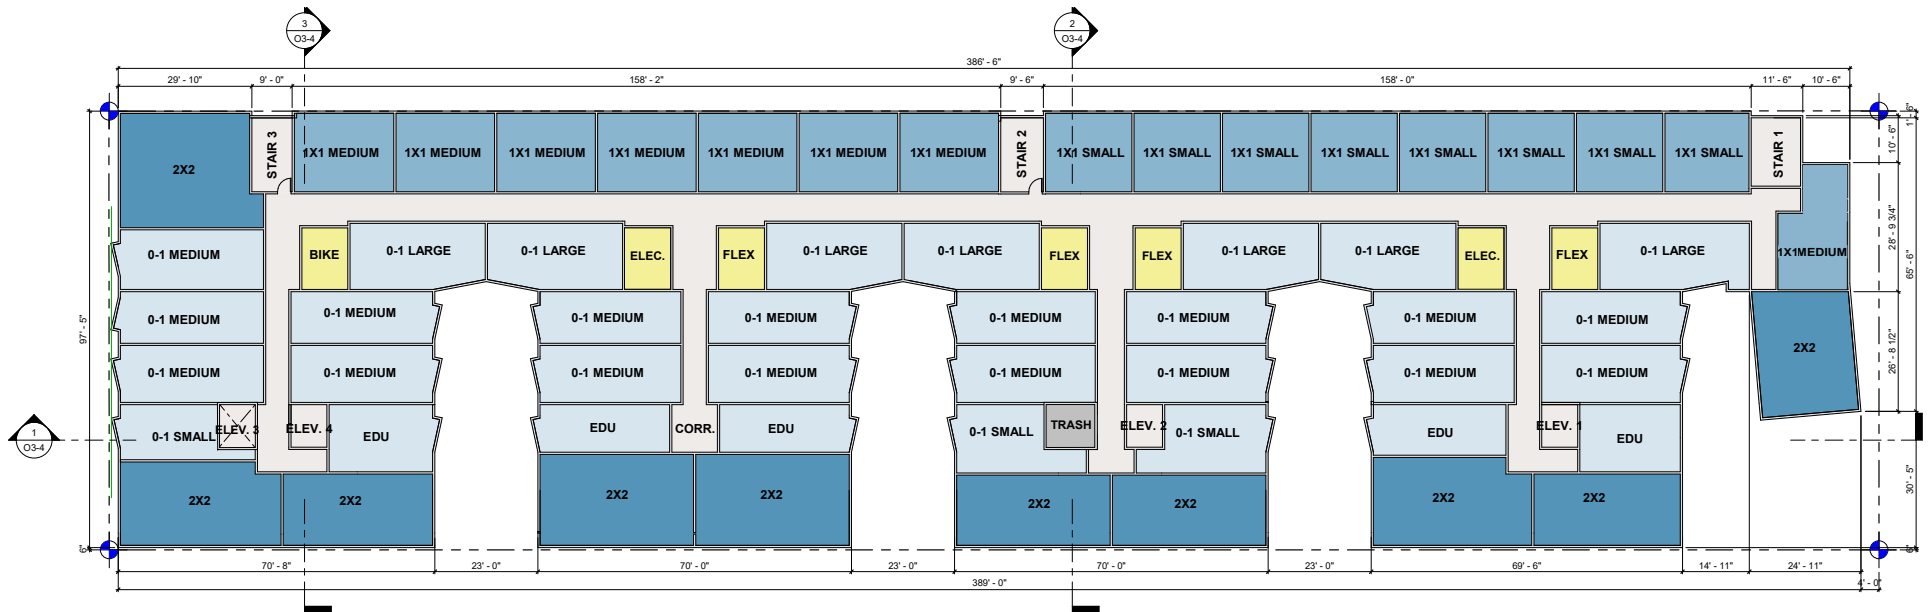 3
O3-4
2
O3-4
386' - 6"
29' - 10"
9' - 0"
158' - 2"
9' - 6"
158' - 0"
11' - 6"
10' - 6"
1' - 6"
10' - 6"
28' - 9 3/4"
65' - 6"
26' - 8 1/2"
30' - 5"
6"
97' - 5"
6"
2X2
STAIR 3
1X1 MEDIUM
1X1 MEDIUM
1X1 MEDIUM
1X1 MEDIUM
1X1 MEDIUM
1X1 MEDIUM
1X1 MEDIUM
STAIR 2
1X1 SMALL
1X1 SMALL
1X1 SMALL
1X1 SMALL
1X1 SMALL
1X1 SMALL
1X1 SMALL
1X1 SMALL
STAIR 1
0-1 MEDIUM
BIKE
0-1 LARGE
0-1 LARGE
ELEC.
FLEX
0-1 LARGE
0-1 LARGE
FLEX
FLEX
0-1 LARGE
0-1 LARGE
ELEC.
FLEX
0-1 LARGE
1X1MEDIUM
0-1 MEDIUM
0-1 MEDIUM
0-1 MEDIUM
0-1 MEDIUM
0-1 MEDIUM
0-1 MEDIUM
0-1 MEDIUM
0-1 MEDIUM
2X2
0-1 MEDIUM
0-1 MEDIUM
0-1 MEDIUM
0-1 MEDIUM
0-1 MEDIUM
0-1 MEDIUM
0-1 MEDIUM
0-1 MEDIUM
0-1 SMALL
ELEV. 3
ELEV. 4
EDU
EDU
CORR.
EDU
0-1 SMALL
TRASH
ELEV. 2
0-1 SMALL
EDU
ELEV. 1
EDU
1
O3-4
2X2
2X2
2X2
2X2
2X2
2X2
2X2
2X2
70' - 8"
23' - 0"
70' - 0"
23' - 0"
70' - 0"
23' - 0"
69' - 6"
14' - 11"
24' - 11"
389' - 0"
4' - 0"